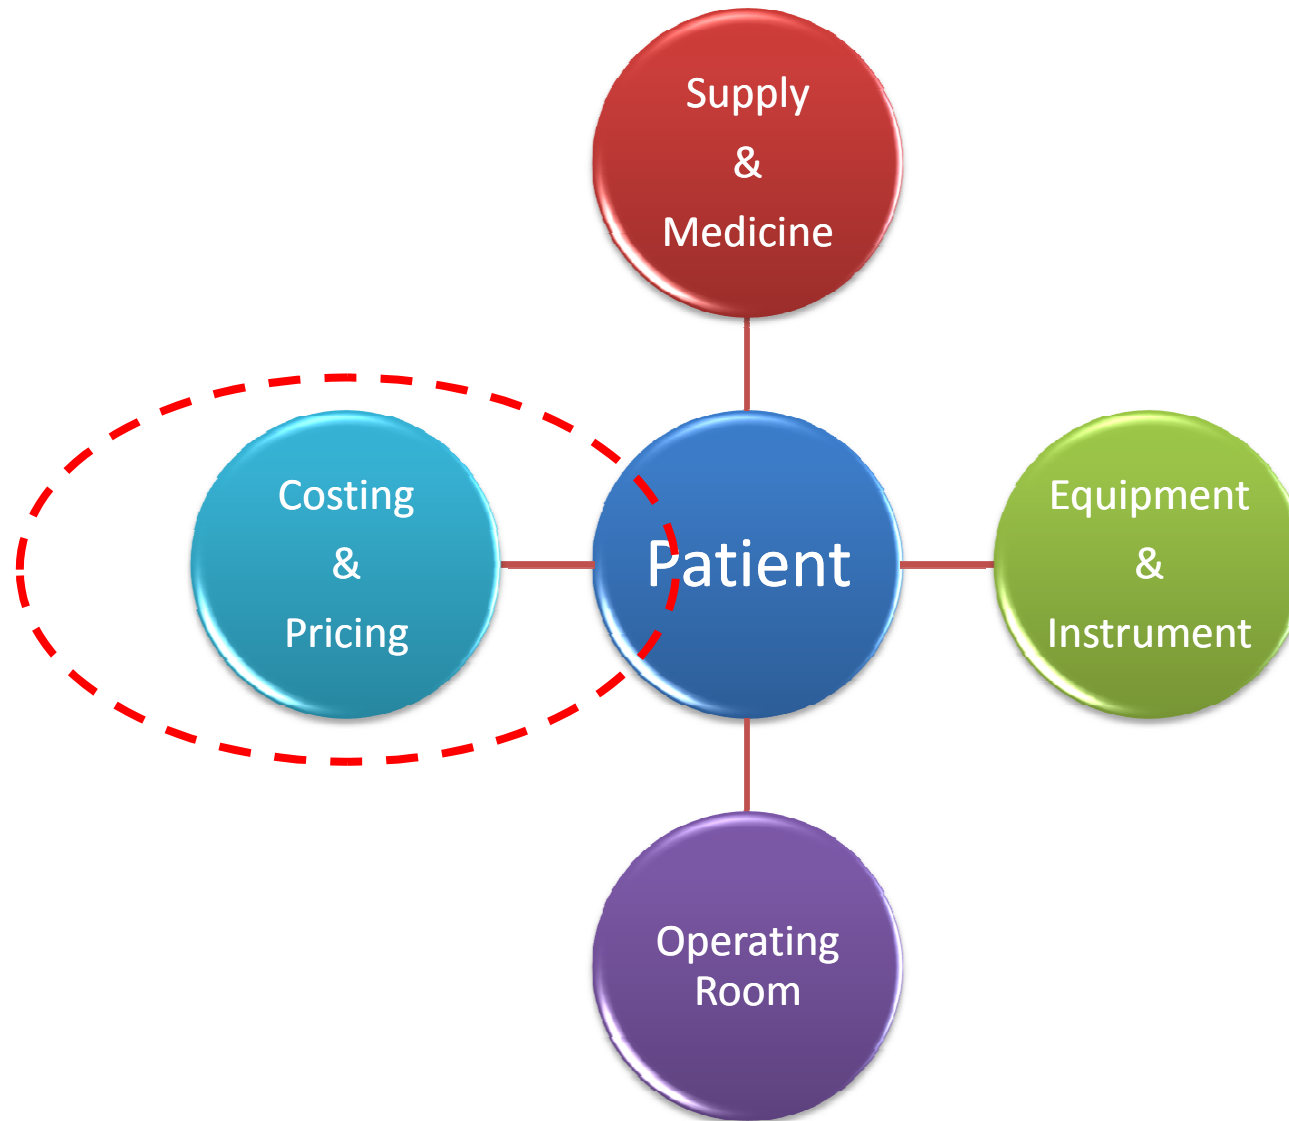 Supply
&
Medicine
Costing
&
Pricing
Patient
Equipment
&
Instrument
Operating
Room